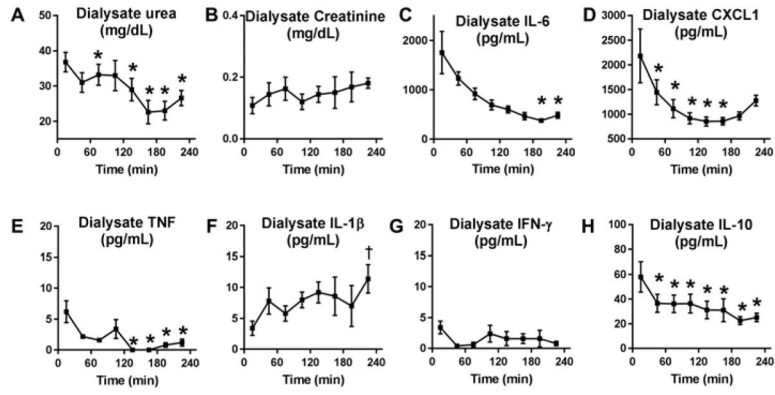 A Dialysate urea (mg/dL)
40
30
20
*
*
*
*
*
0 60 120 180 240
Time (min)
B Dialysate Creatinine (mg/dL)
0.4
0.2
0.0
0 60 120 180 240
Time (min)
C Dialysate IL-6 (pg/mL)
2000
1000
0
* *
0 60 120 180 240
Time (min)
D Dialysate CXCL1 (pg/mL)
3000
2500
2000
1500
1000
500
*
*
* * *
0 60 120 180 240
Time (min)
E Dialysate TNF (pg/mL)
20
15
10
5
0
* * * *
0 60 120 180 240
Time (min)
F Dialysate IL-1β (pg/mL)
20
15
10
5
0
†
0 60 120 180 240
Time (min)
G Dialysate IFN-γ (pg/mL)
20
15
10
5
0
0 60 120 180 240
Time (min)
H Dialysate IL-10 (pg/mL)
100
80
60
40
20
0
* * * * * * *
0 60 120 180 240
Time (min)